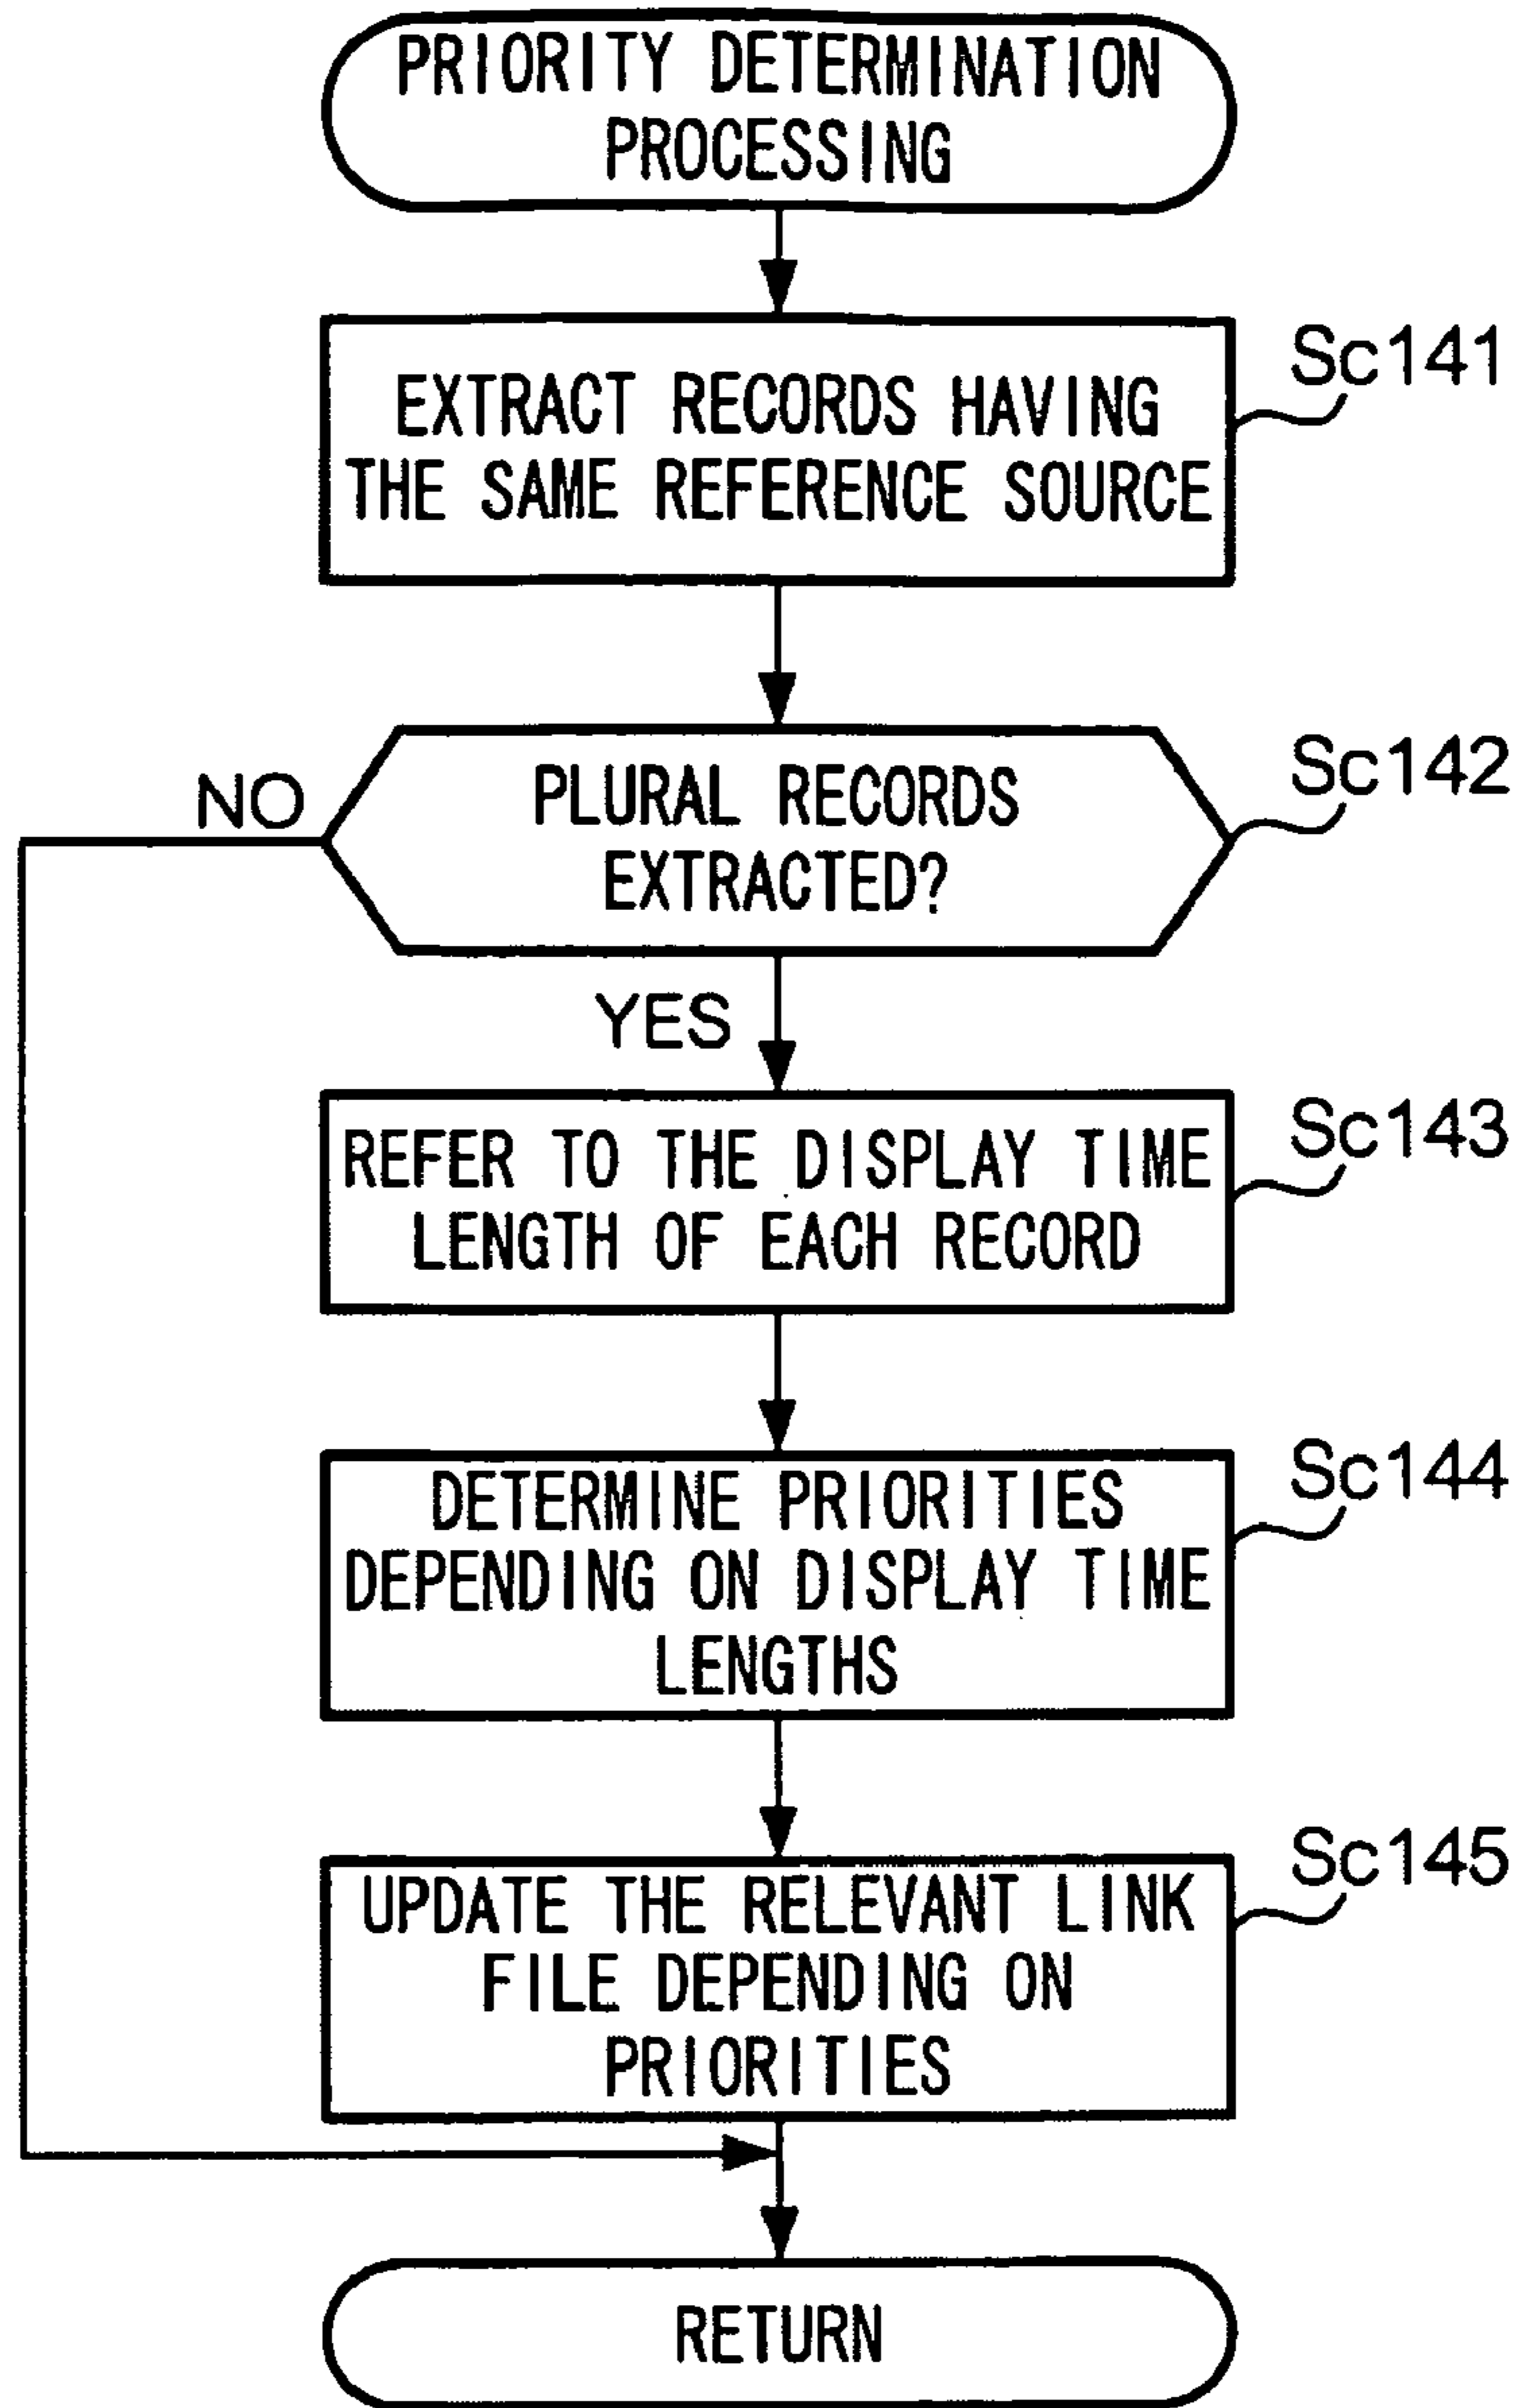 PRIORITY DETERMINATION
PROCESSING
EXTRACT RECORDS HAVING
THE SAME REFERENCE SOURCE
Sc141
PLURAL RECORDS
EXTRACTED?
Sc142
NO
YES
REFER TO THE DISPLAY TIME
LENGTH OF EACH RECORD
Sc143
DETERMINE PRIORITIES
DEPENDING ON DISPLAY TIME
LENGTHS
Sc144
UPDATE THE RELEVANT LINK
FILE DEPENDING ON
PRIORITIES
Sc145
RETURN